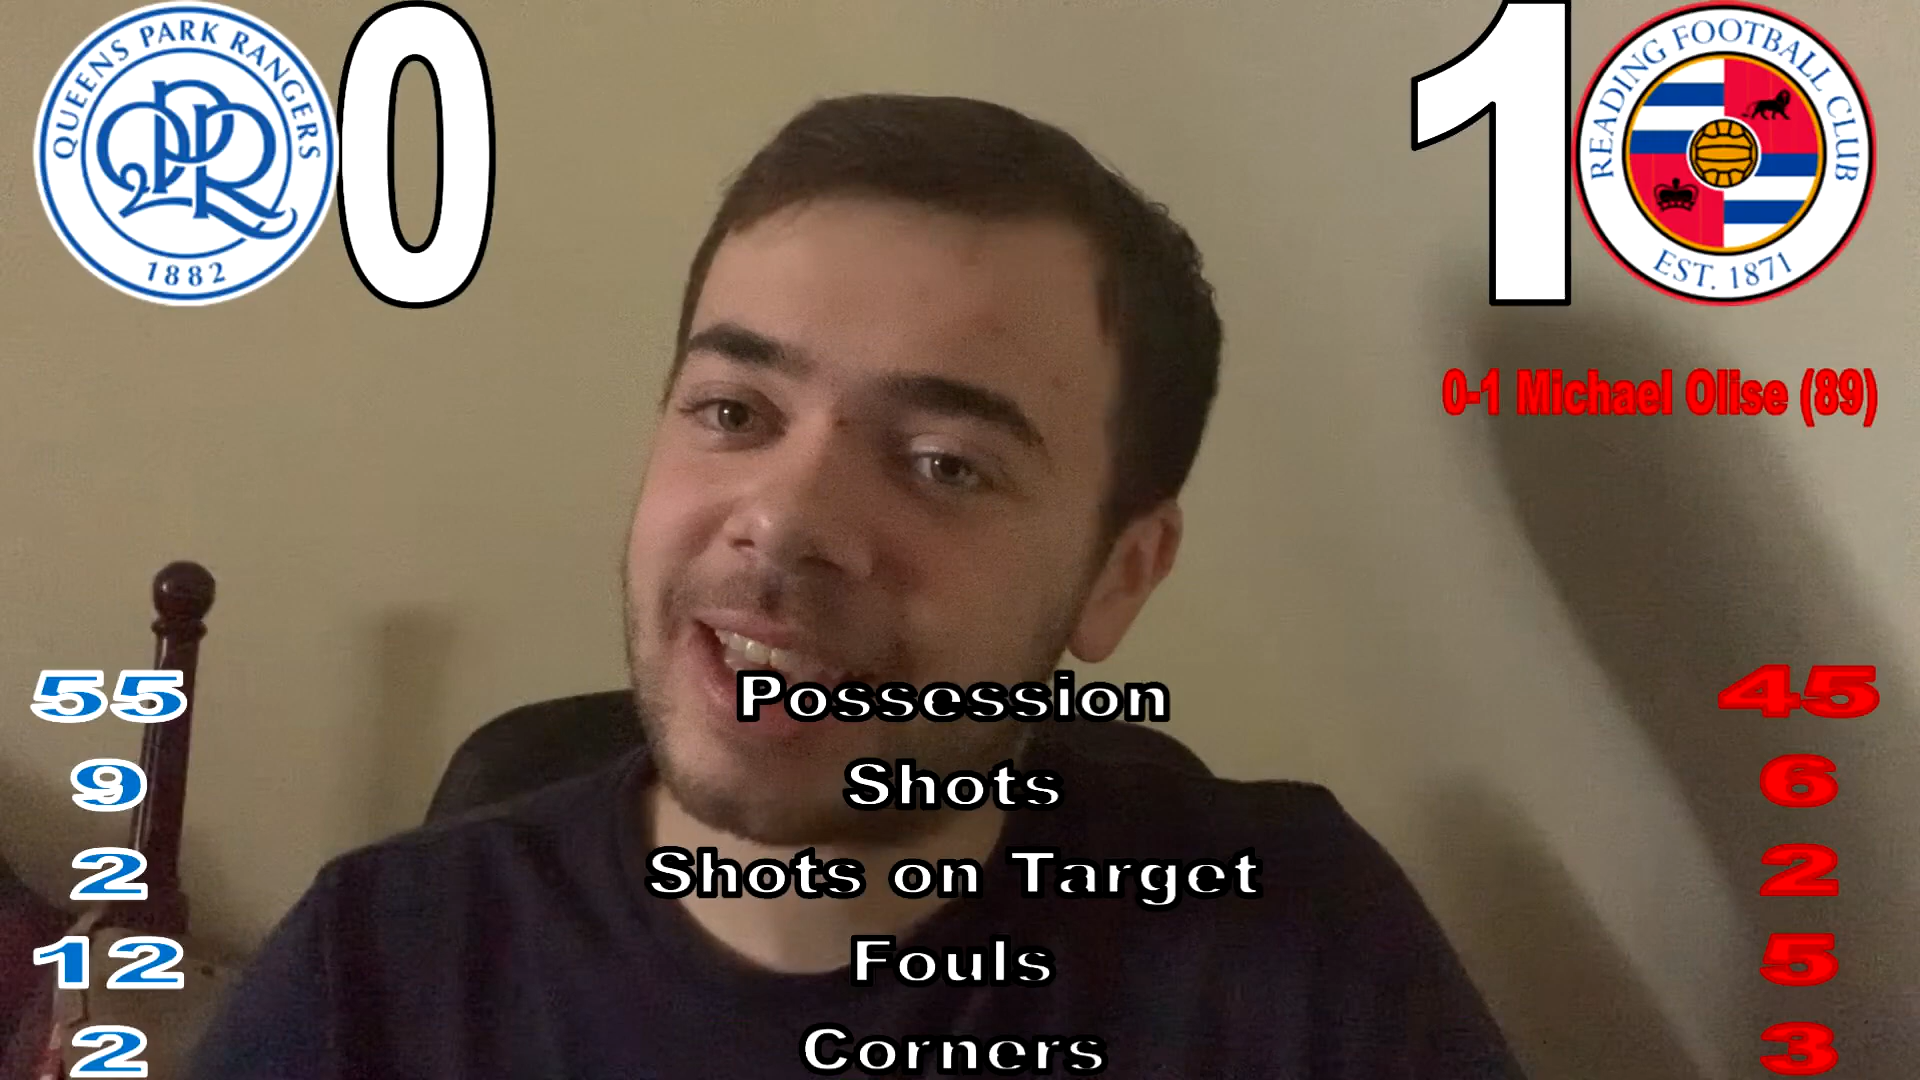 QUEENS PARK RANGERS
QPR
1882
0
1
READING FOOTBALL CLUB
EST. 1871
0-1 Michael Olise (89)
55 Possession 45
9 Shots 6
2 Shots on Target 2
12 Fouls 5
2 Corners 3